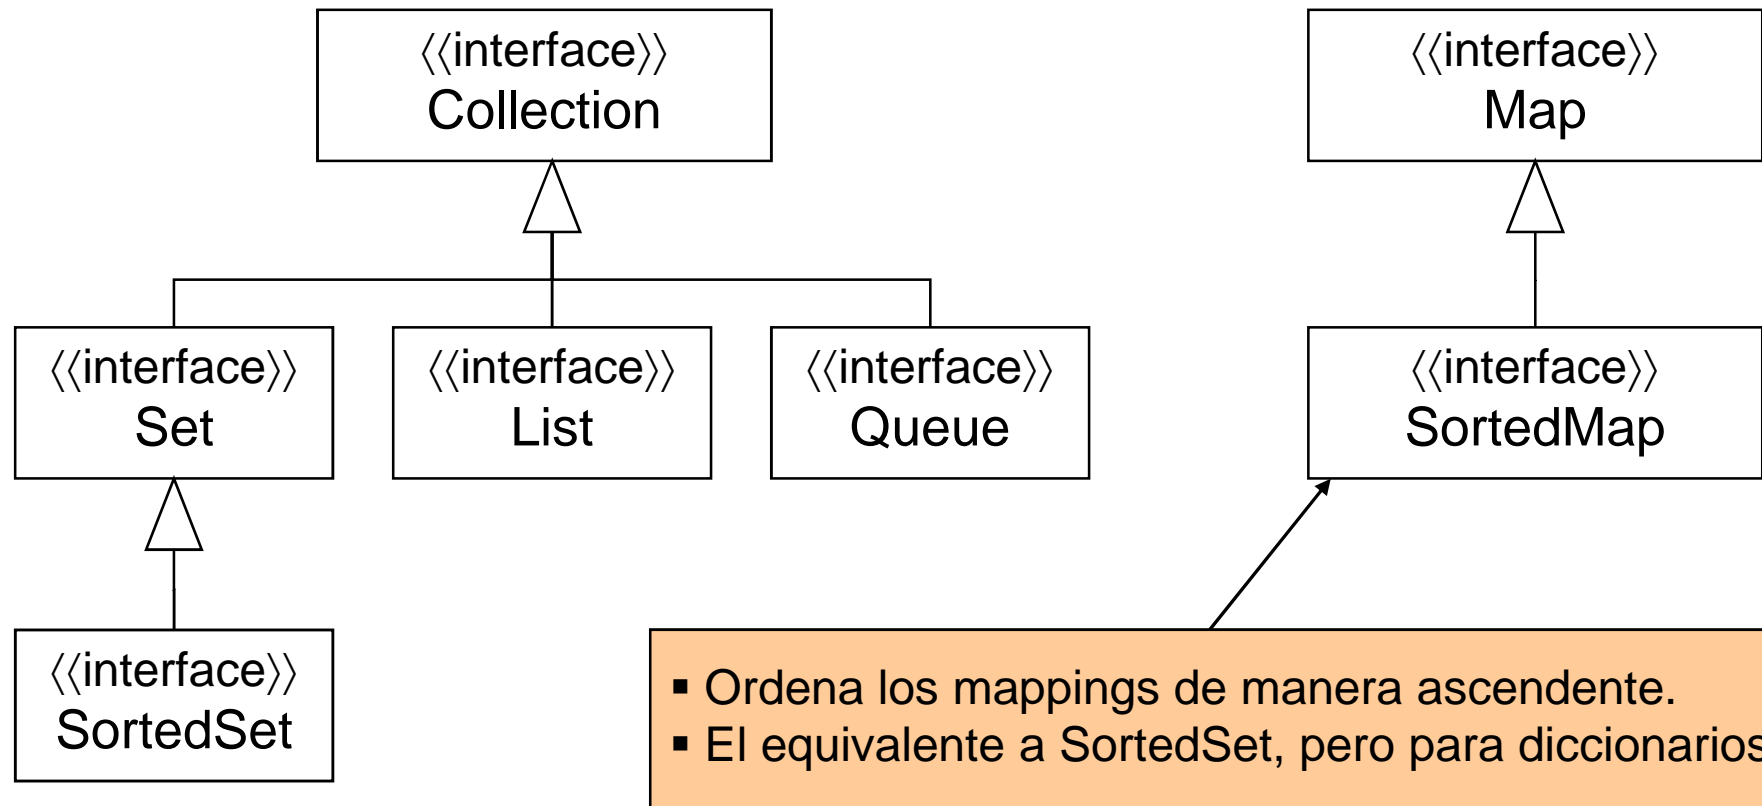 ⟨⟨interface⟩⟩
Collection
⟨⟨interface⟩⟩
Map
⟨⟨interface⟩⟩
Set
⟨⟨interface⟩⟩
List
⟨⟨interface⟩⟩
Queue
⟨⟨interface⟩⟩
SortedMap
⟨⟨interface⟩⟩
SortedSet
▪ Ordena los mappings de manera ascendente.
▪ El equivalente a SortedSet, pero para diccionarios